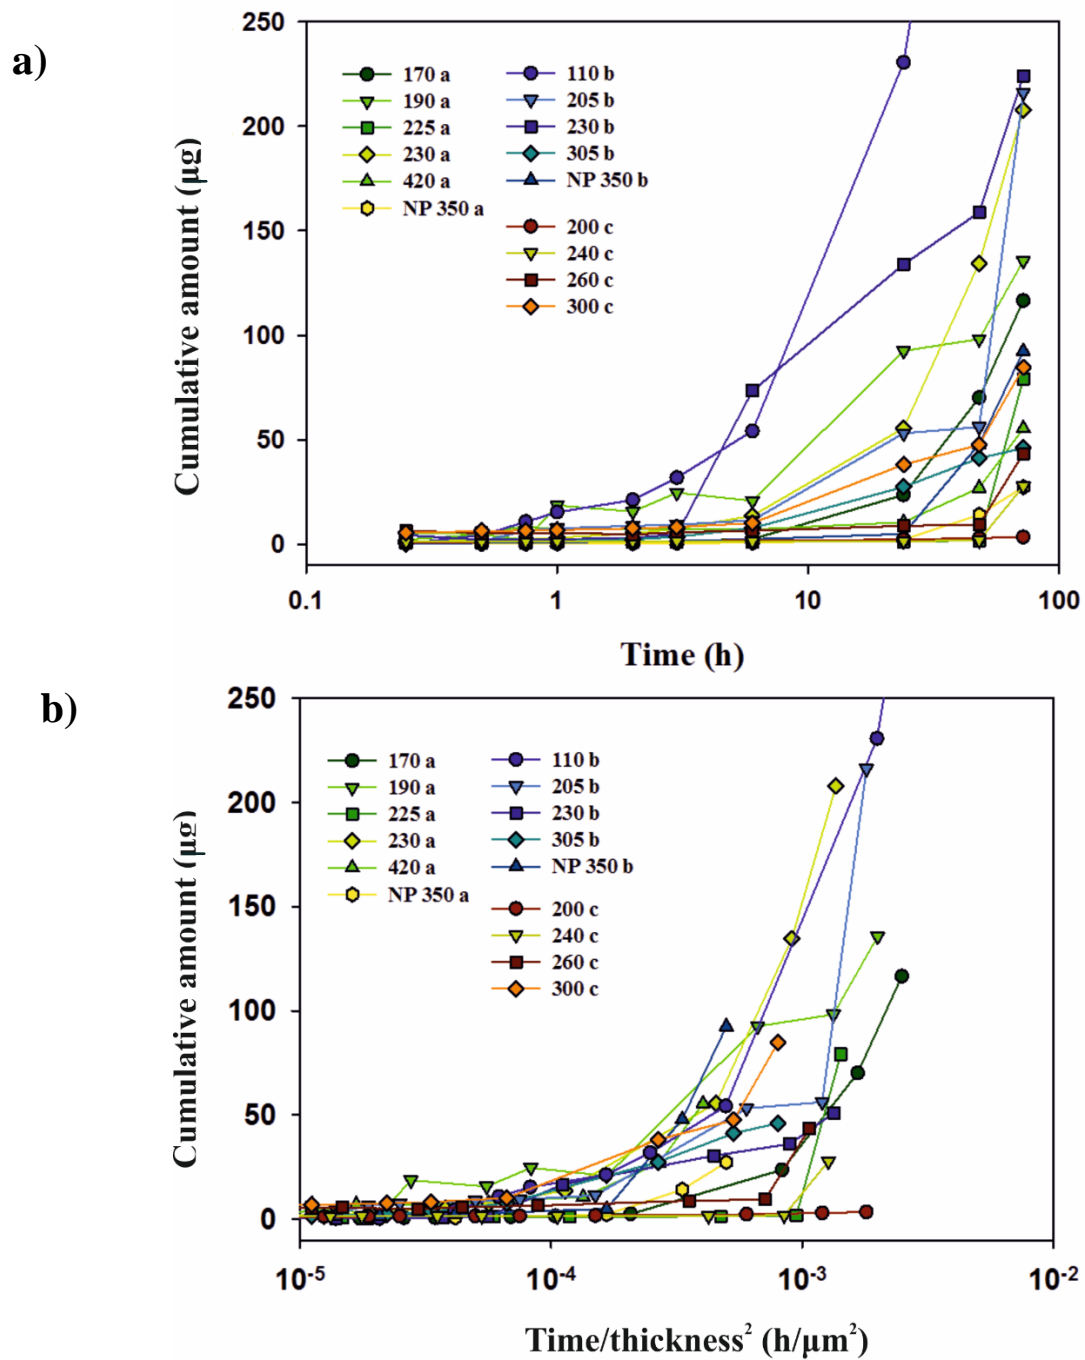 a)
250
200
150
100
50
0
Cumulative amount (μg)
170 a
190 a
225 a
230 a
420 a
NP 350 a
110 b
205 b
230 b
305 b
NP 350 b
200 c
240 c
260 c
300 c
0.1 1 10 100
Time (h)
b)
250
200
150
100
50
0
Cumulative amount (μg)
170 a
190 a
225 a
230 a
420 a
NP 350 a
110 b
205 b
230 b
305 b
NP 350 b
200 c
240 c
260 c
300 c
10⁻⁵ 10⁻⁴ 10⁻³ 10⁻²
Time/thickness² (h/μm²)